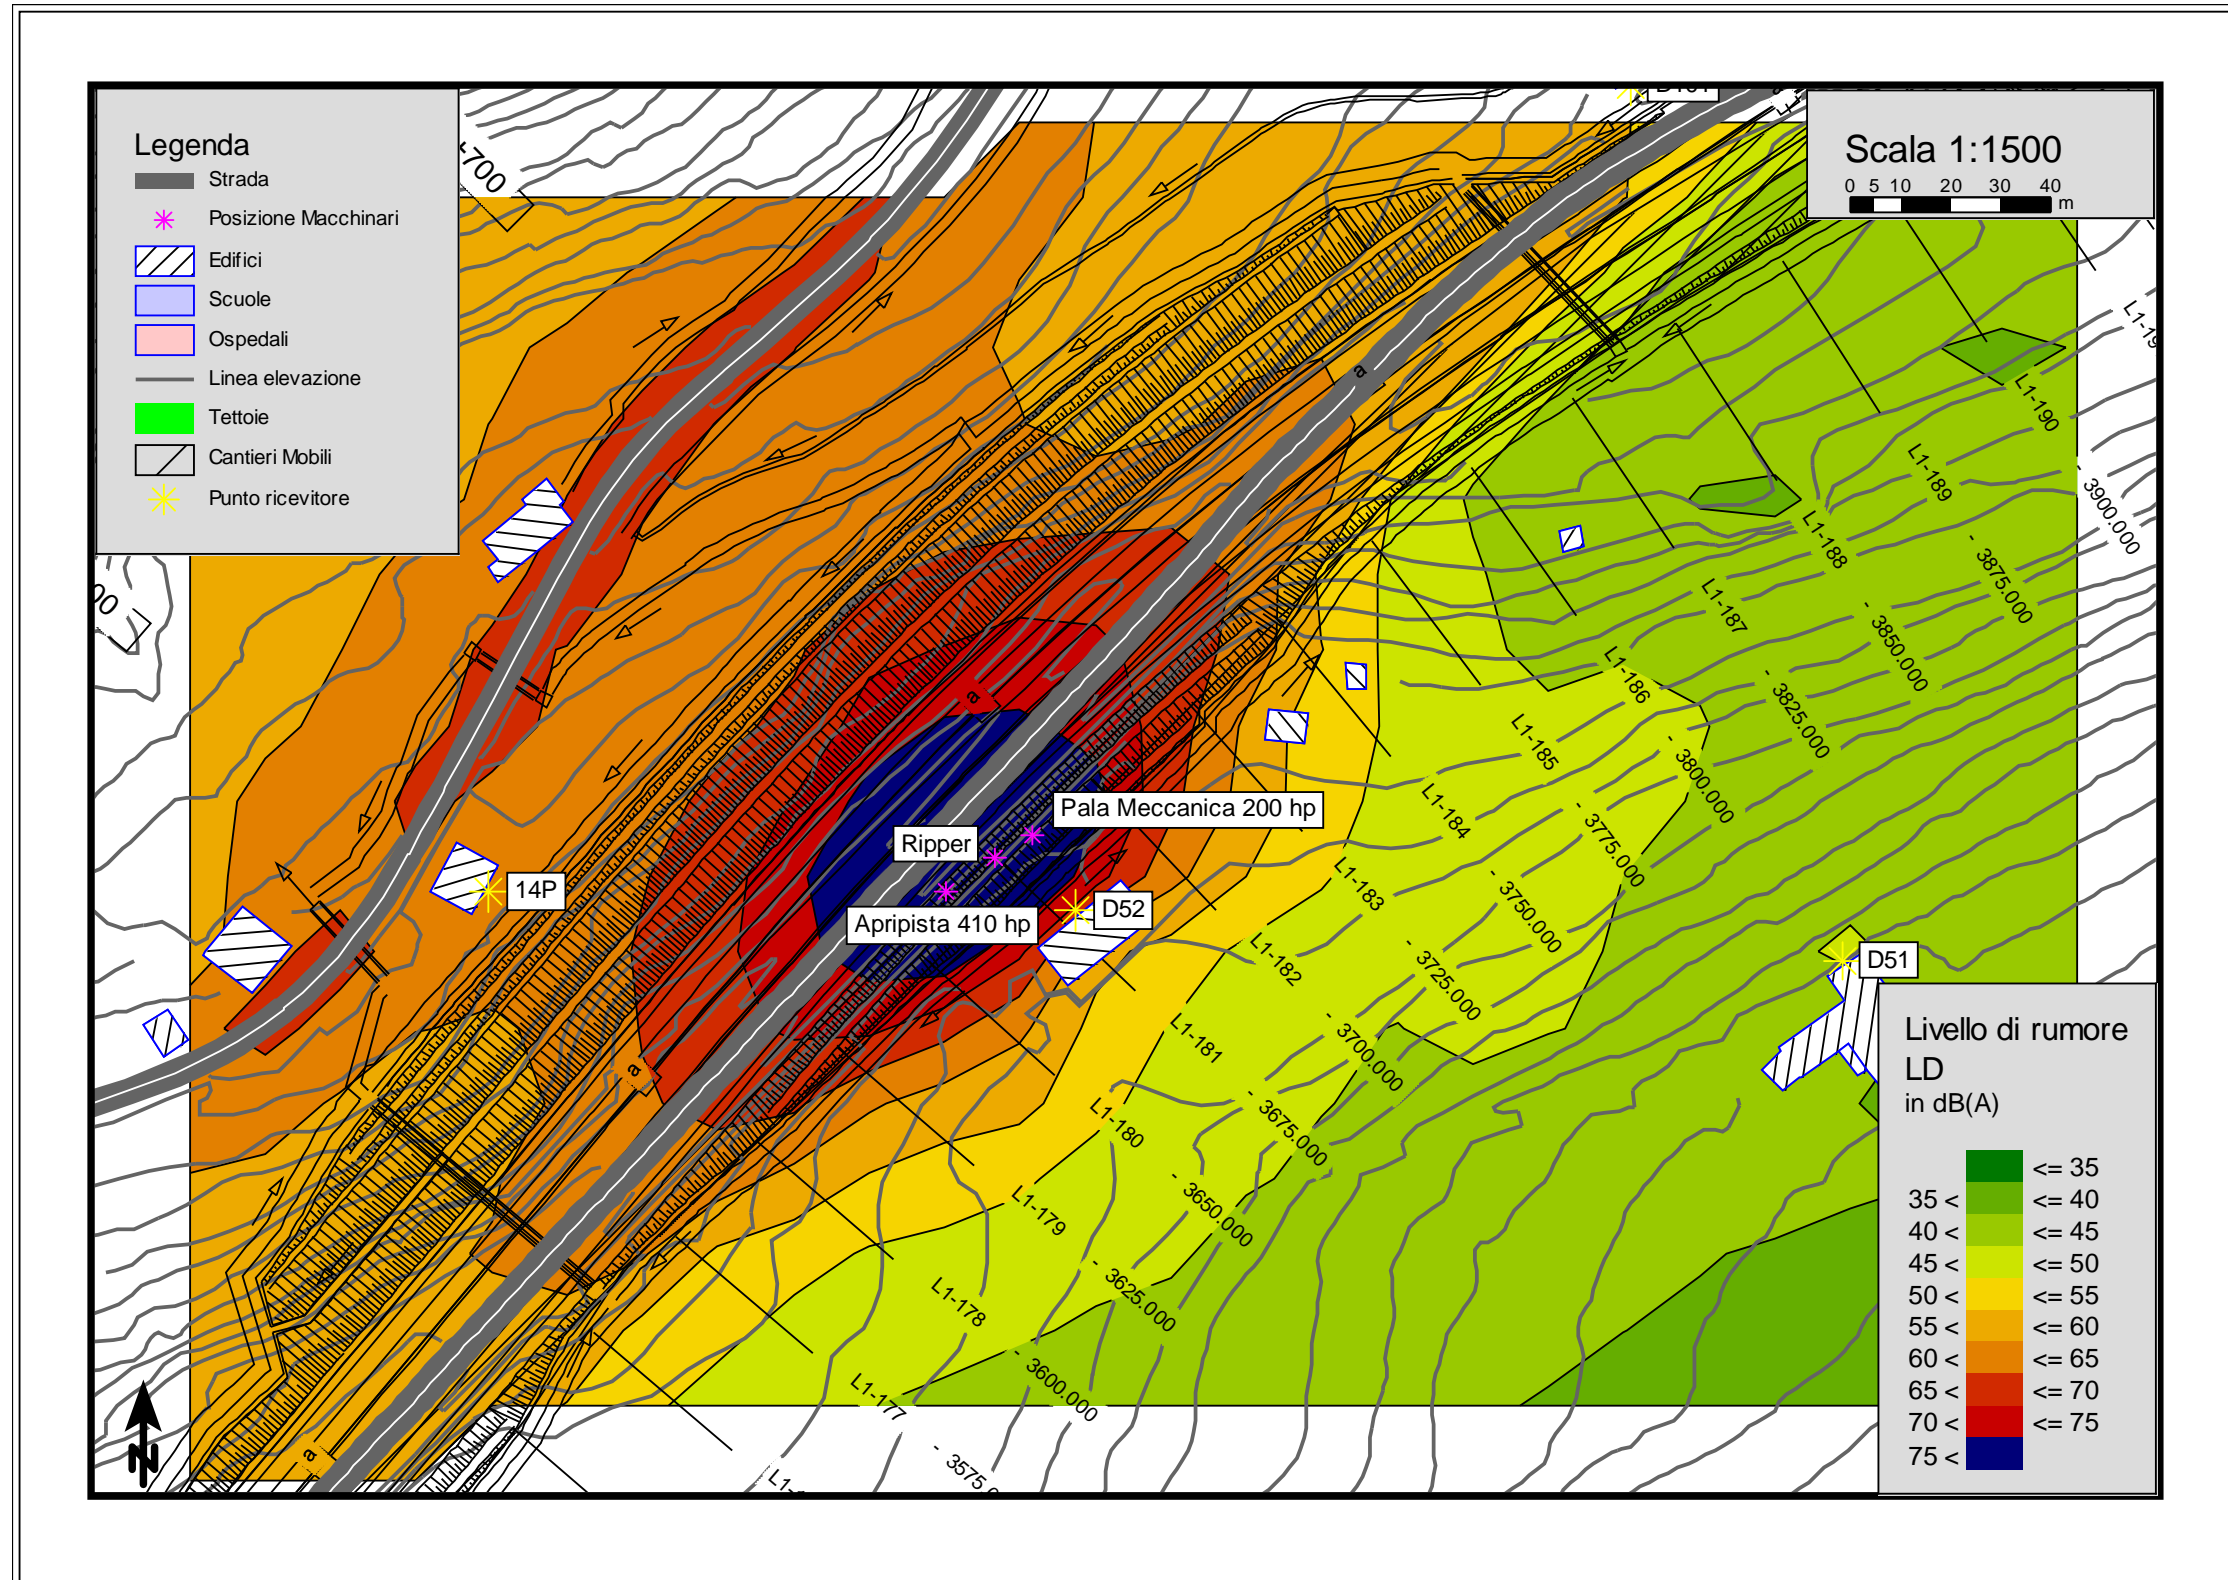 Legenda
Strada
Posizione Macchinari
Edifici
Scuole
Ospedali
Linea elevazione
Tettoie
Cantieri Mobili
Punto ricevitore
Scala 1:1500
0 5 10 20 30 40
m
a
a
a
a
Pala Meccanica 200 hp
Ripper
Apripista 410 hp
14P
D52
D51
L1-190
L1-189
L1-188
L1-187
L1-186
L1-185
L1-184
L1-183
L1-182
L1-181
L1-180
L1-179
L1-178
L1-177
- 3900.000
- 3875.000
- 3850.000
- 3825.000
- 3800.000
- 3775.000
- 3750.000
- 3725.000
- 3700.000
- 3675.000
- 3650.000
- 3625.000
- 3600.000
N
Livello di rumore
LD
in dB(A)
<= 35
35 < <= 40
40 < <= 45
45 < <= 50
50 < <= 55
55 < <= 60
60 < <= 65
65 < <= 70
70 < <= 75
75 <